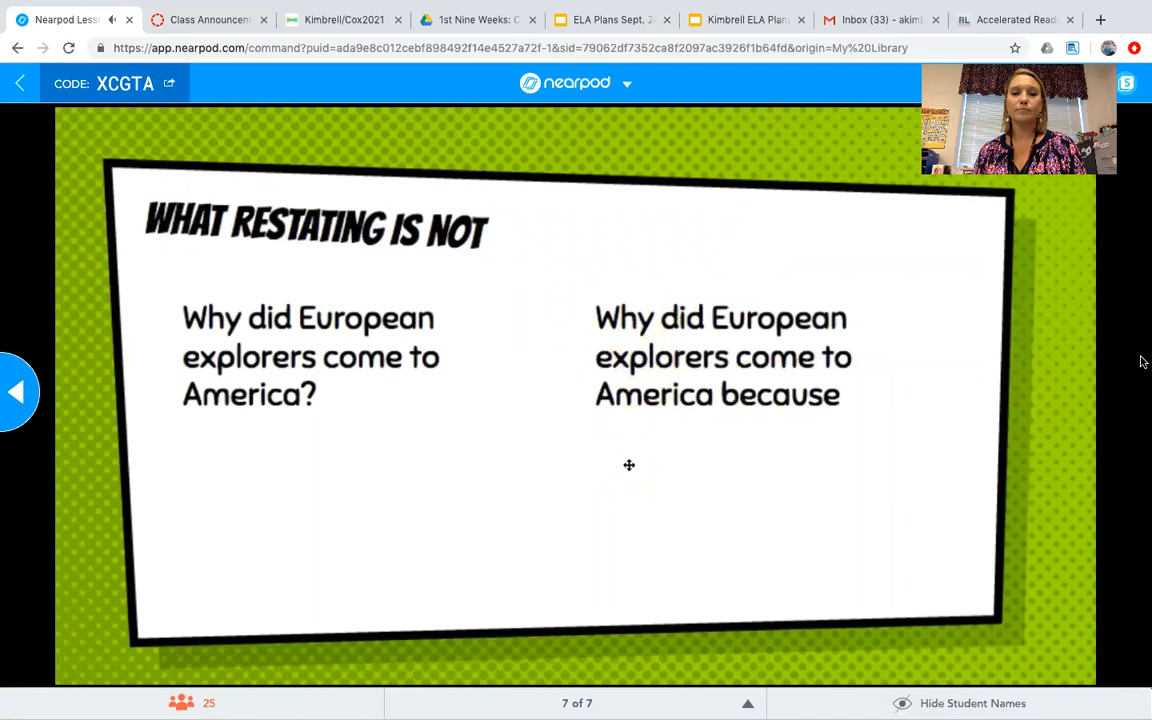 Nearpod Less
Class Announcem
Kimbrell/Cox2021
1st Nine Weeks: C
ELA Plans Sept. 2
Kimbrell ELA Plan
Inbox (33) - akim
Accelerated Read
https://app.nearpod.com/command?puid=ada9e8c012cebf898492f14e4527a72f-1&sid=79062df7352ca8f2097ac3926f1b64fd&origin=My%20Library
CODE: XCGTA
nearpod
S
WHAT RESTATING IS NOT
Why did European
explorers come to
America?
Why did European
explorers come to
America because
25
7 of 7
Hide Student Names